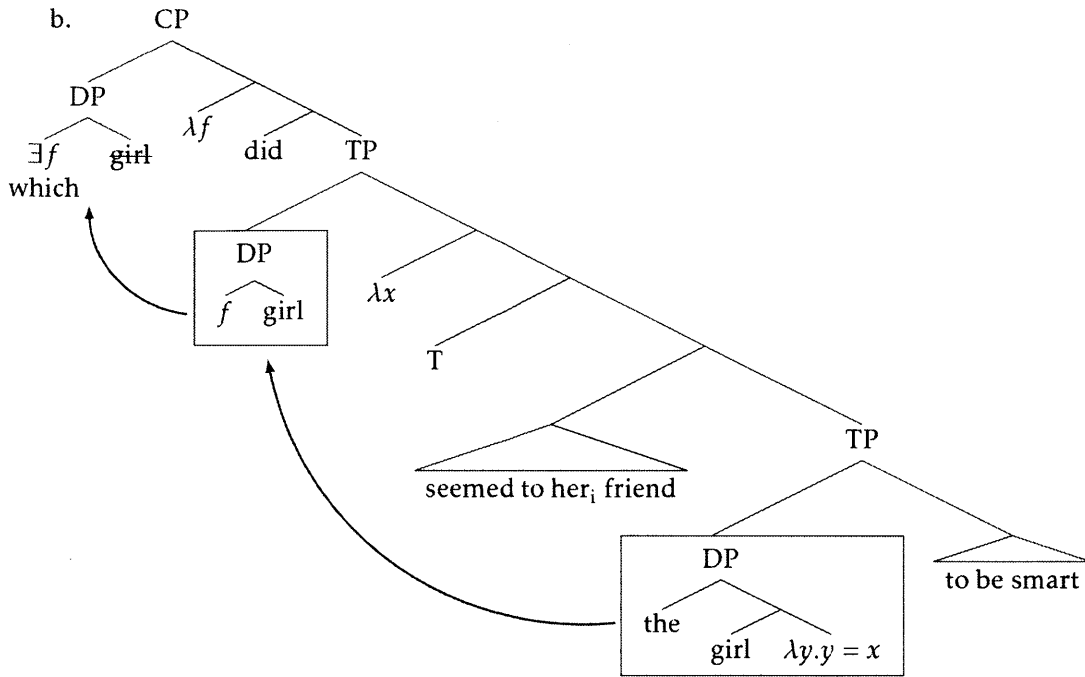 b. CP
DP
λf
∃f girl did TP
which
DP
f girl λx
T
TP
seemed to herᵢ friend
DP
to be smart
the
girl λy.y = x